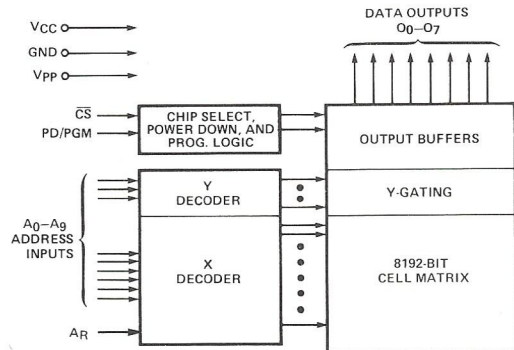 DATA OUTPUTS
O0–O7
VCC
GND
VPP
CS
PD/PGM
CHIP SELECT,
POWER DOWN, AND
PROG. LOGIC
OUTPUT BUFFERS
Y
DECODER
Y-GATING
A0–A9
ADDRESS
INPUTS
X
DECODER
8192-BIT
CELL MATRIX
AR